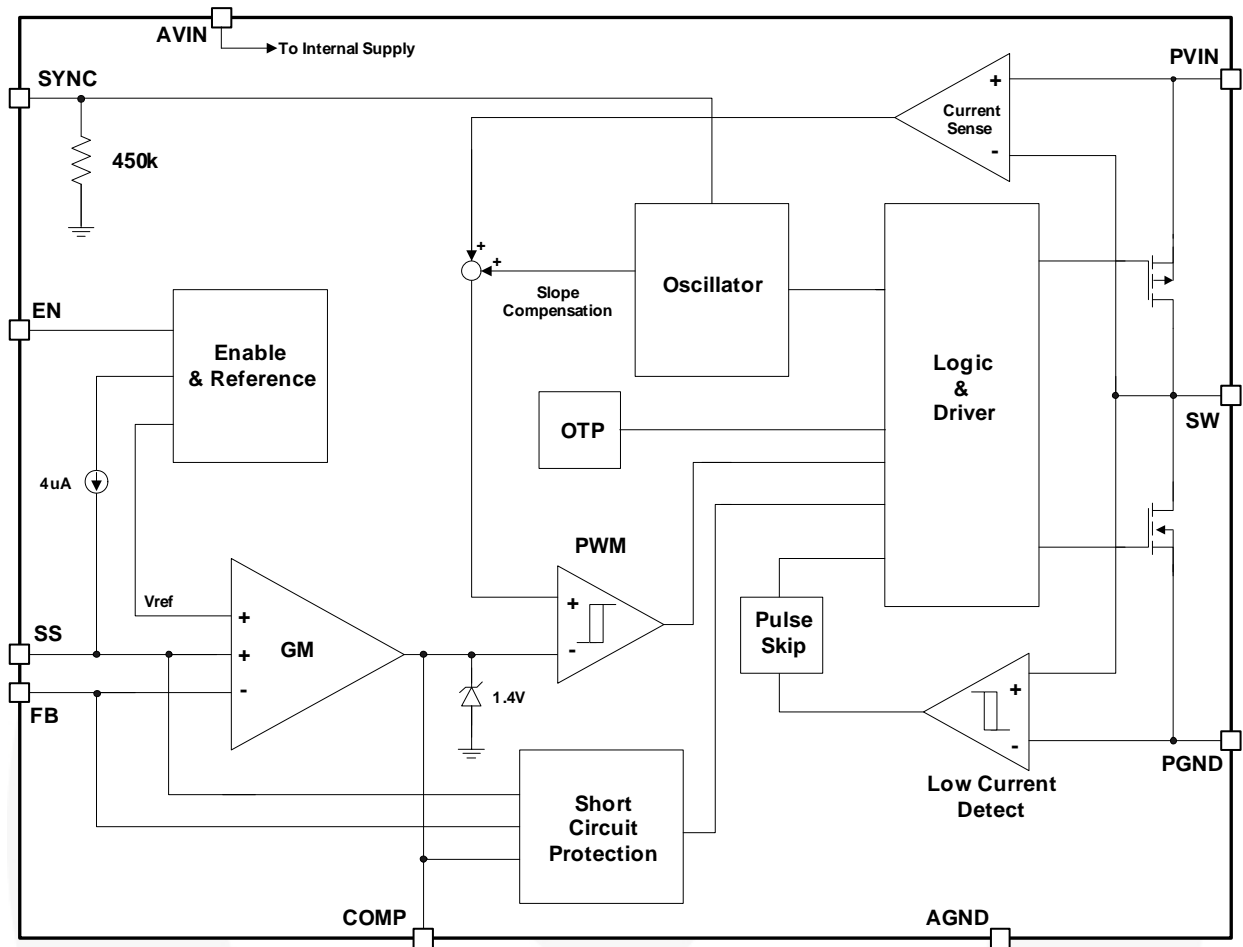 AVIN
To Internal Supply
SYNC
PVIN
+
Current
Sense
-
450k
+
+
Slope
Compensation
Oscillator
EN
Enable
& Reference
Logic
&
Driver
SW
OTP
4uA
PWM
Vref
+
SS
+
GM
-
FB
+
-
1.4V
Pulse
Skip
+
-
PGND
Low Current
Detect
Short
Circuit
Protection
COMP
AGND